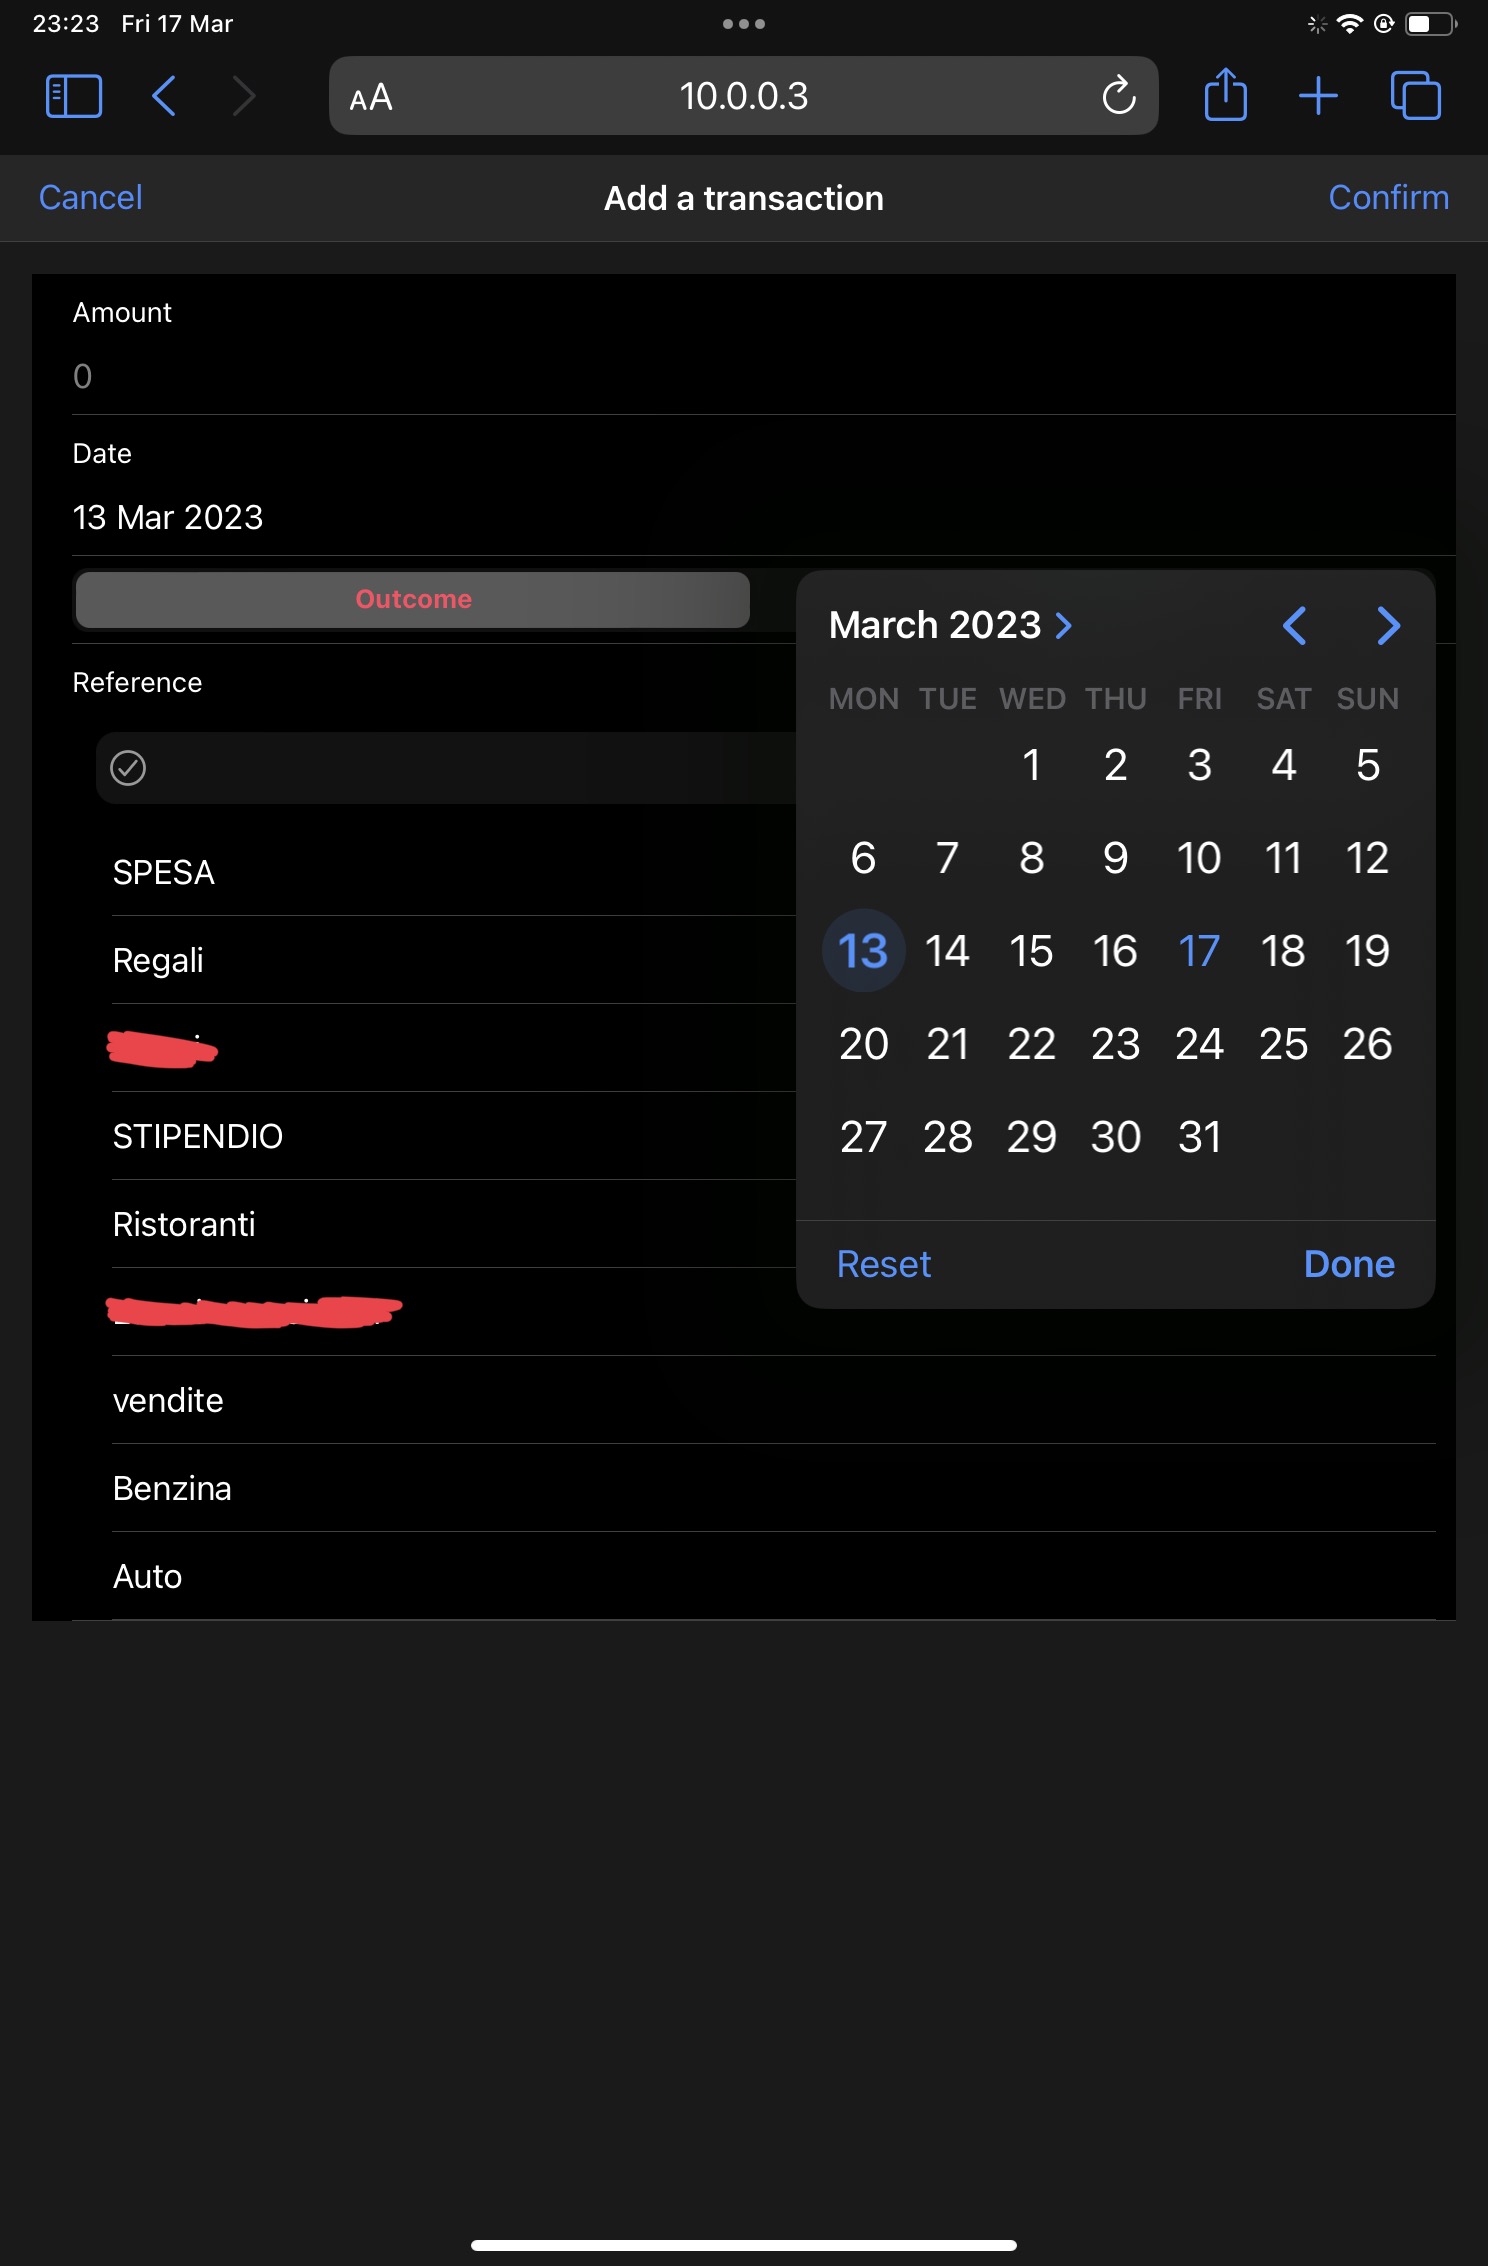 23:23 Fri 17 Mar
AA 10.0.0.3
Cancel Add a transaction Confirm
Amount
0
Date
13 Mar 2023
Outcome
Reference
SPESA
Regali
STIPENDIO
Ristoranti
vendite
Benzina
Auto
March 2023
MON TUE WED THU FRI SAT SUN
1 2 3 4 5
6 7 8 9 10 11 12
13 14 15 16 17 18 19
20 21 22 23 24 25 26
27 28 29 30 31
Reset Done